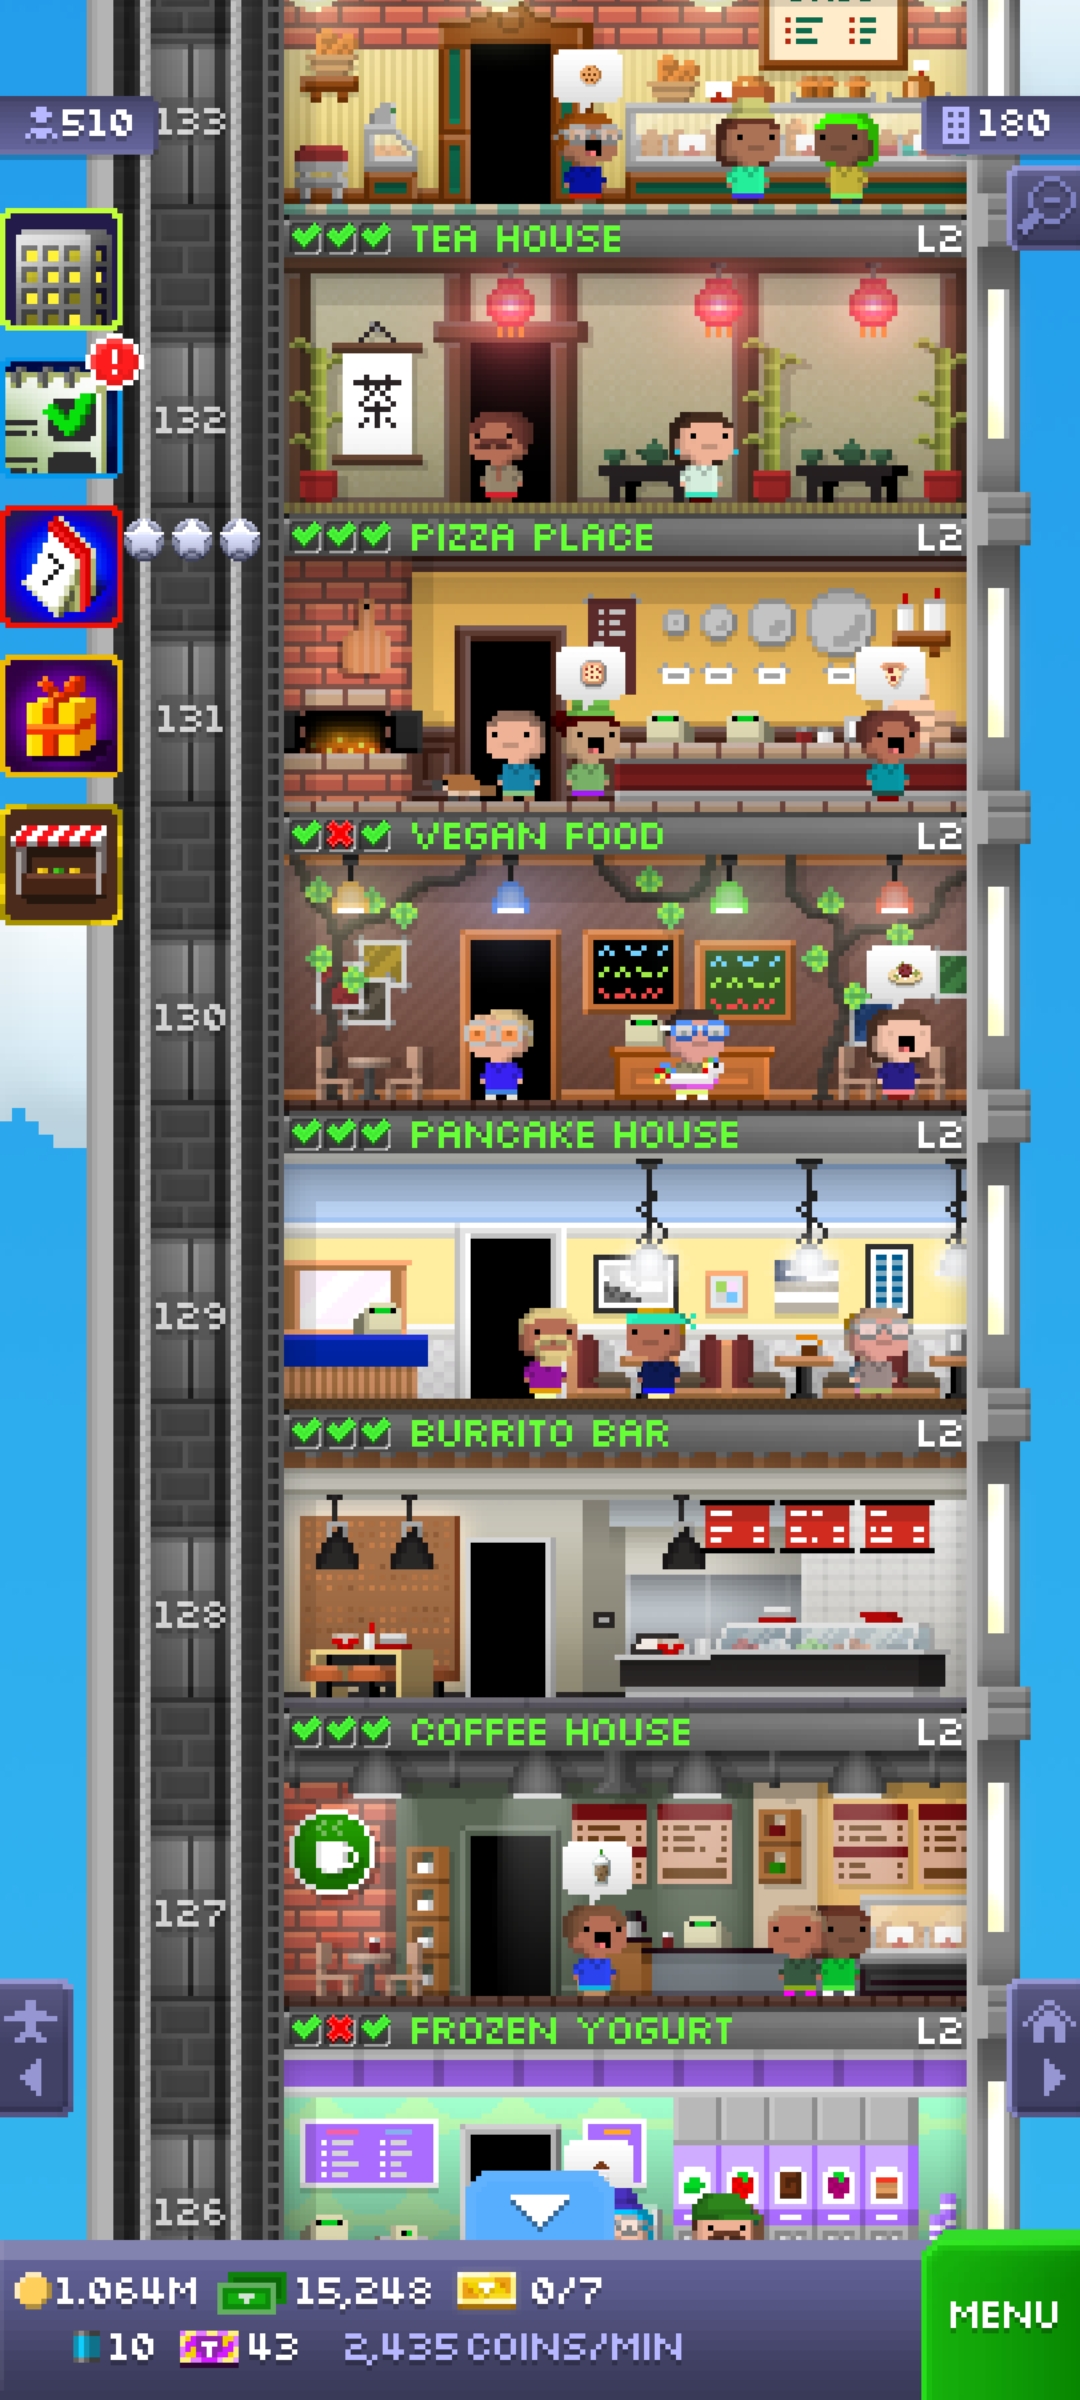 510
133
180
TEA HOUSE L2
茶
132
PIZZA PLACE L2
7
131
VEGAN FOOD L2
130
PANCAKE HOUSE L2
129
BURRITO BAR L2
128
COFFEE HOUSE L2
127
FROZEN YOGURT L2
126
1.064M 15,248 0/7
10 43 2,435 COINS/MIN
MENU